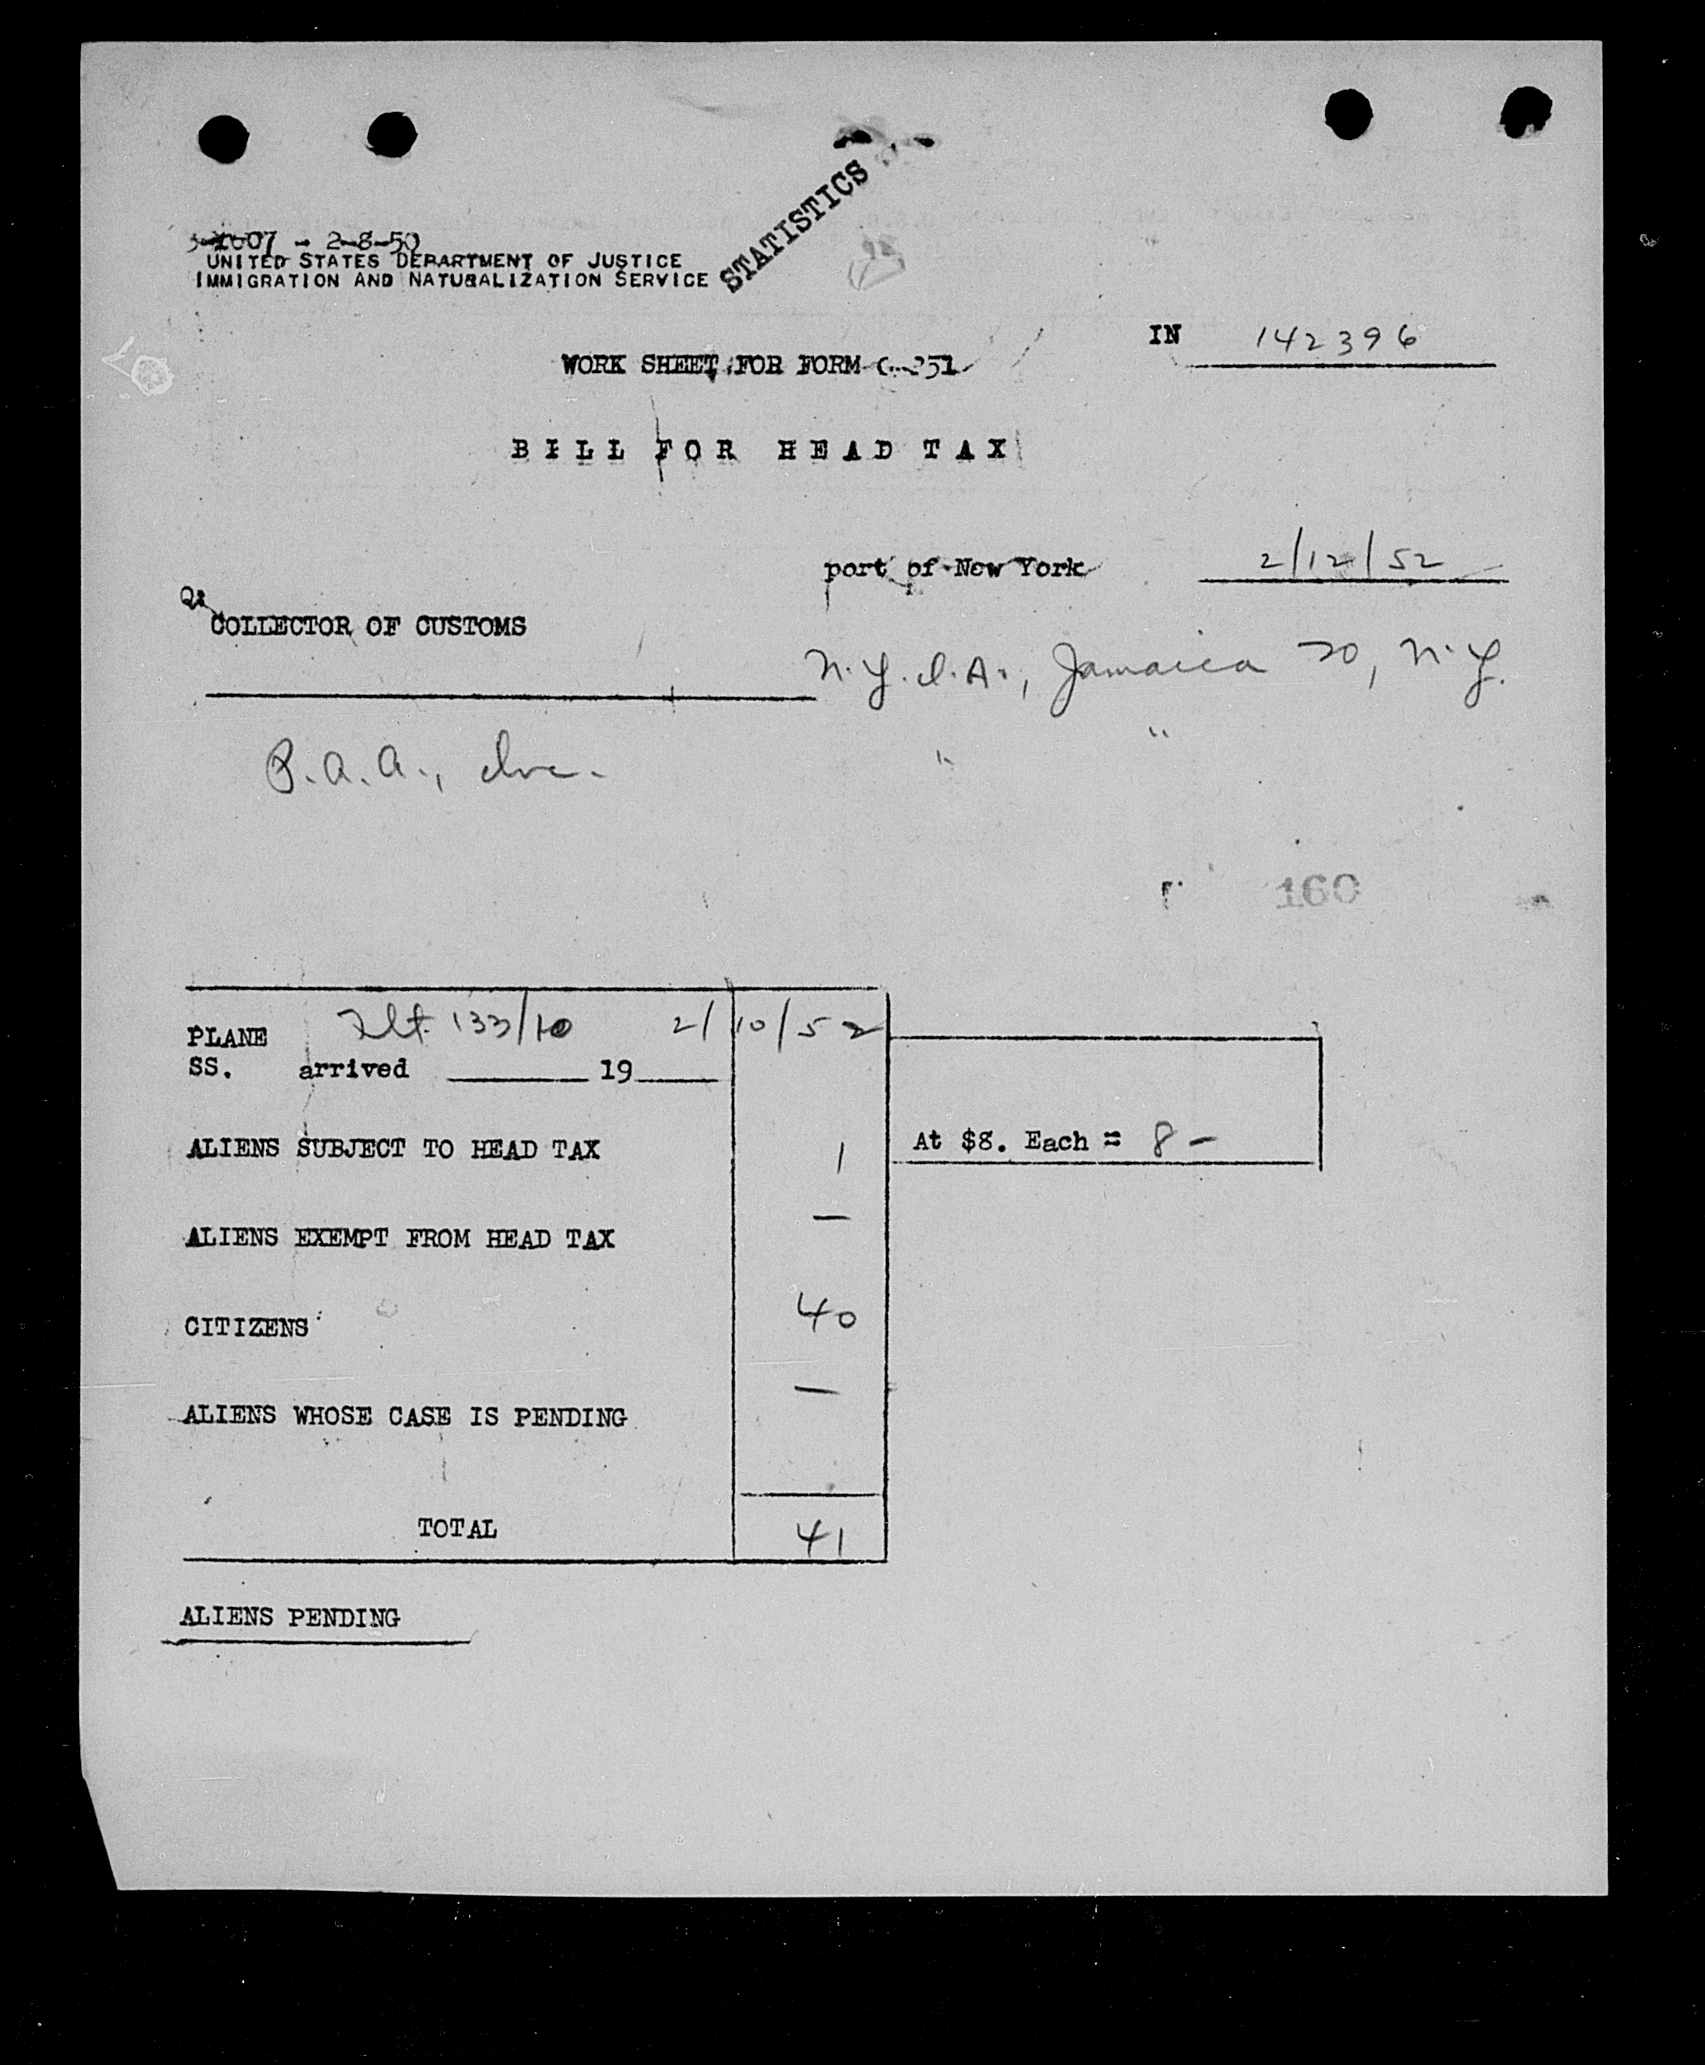 STATISTICS
- 2-8-50
UNITED STATES DEPARTMENT OF JUSTICE
IMMIGRATION AND NATURALIZATION SERVICE
IN 142396
WORK SHEET FOR FORM
BILL FOR HEAD TAX
port of New York 2/12/52
COLLECTOR OF CUSTOMS
N.Y.I.A., Jamaica 30, N.Y.
P.A.A., Inc. " "
160
PLANE Flt. 133/10 2/10/52
SS. arrived 19
ALIENS SUBJECT TO HEAD TAX 1 At $8. Each = 8 -
ALIENS EXEMPT FROM HEAD TAX —
CITIZENS 40
ALIENS WHOSE CASE IS PENDING —
TOTAL 41
ALIENS PENDING